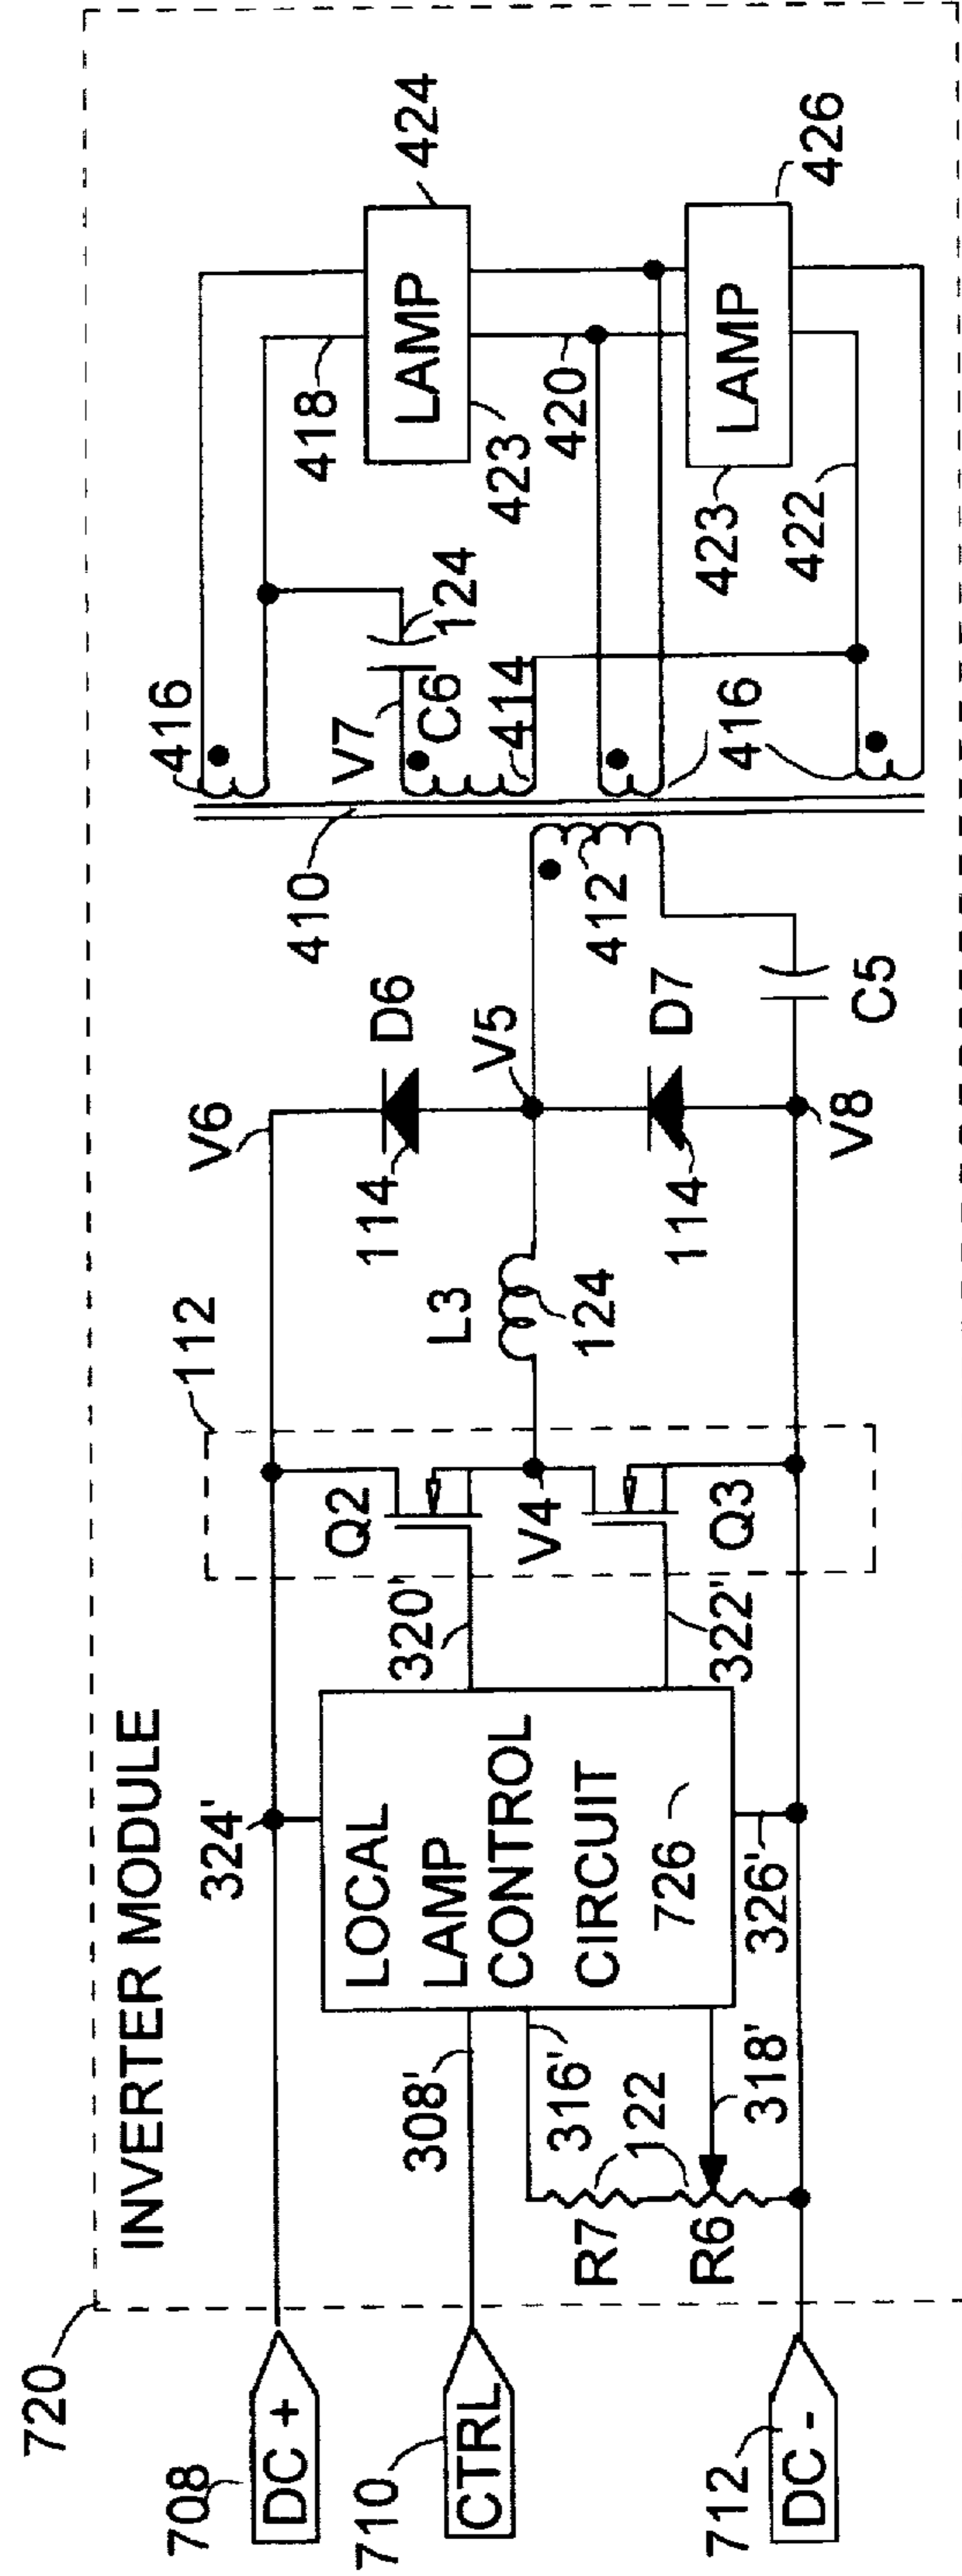 720
INVERTER MODULE
708
DC +
710
CTRL
712
DC -
324'
308'
316'
122
318'
R7
R6
LOCAL
LAMP
CONTROL
CIRCUIT
726
326'
320'
322'
112
Q2
V4
Q3
L3
124
V6
D6
114
V5
D7
114
V8
C5
410
412
416
V7
C6
124
414
416
418
LAMP
424
423
420
LAMP
426
423
422